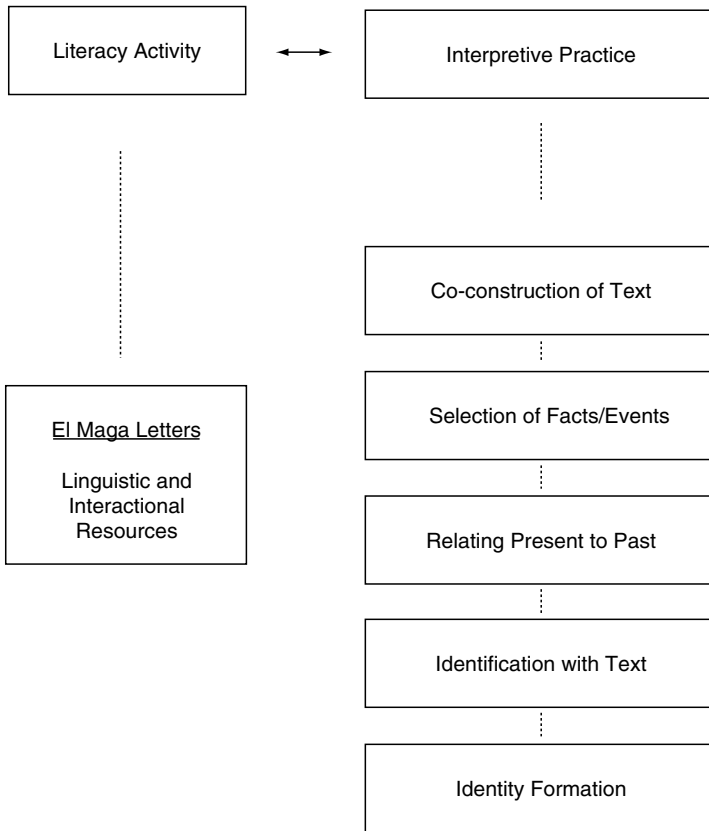 Literacy Activity
Interpretive Practice
Co-construction of Text
Selection of Facts/Events
El Maga Letters
Linguistic and
Interactional
Resources
Relating Present to Past
Identification with Text
Identity Formation